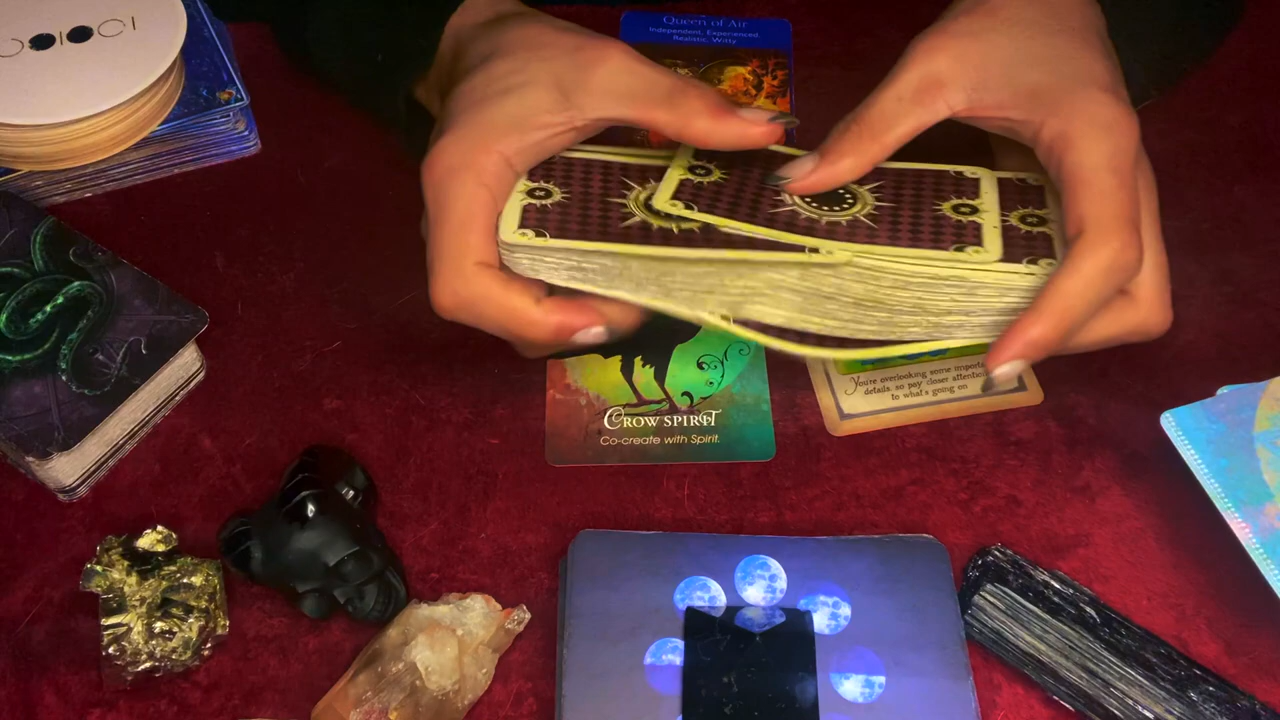 Queen of Air
Independent, Experienced,
Realistic, Witty
CROW SPIRIT
Co-create with Spirit.
You're overlooking some
details, so pay closer attention
to what's going on